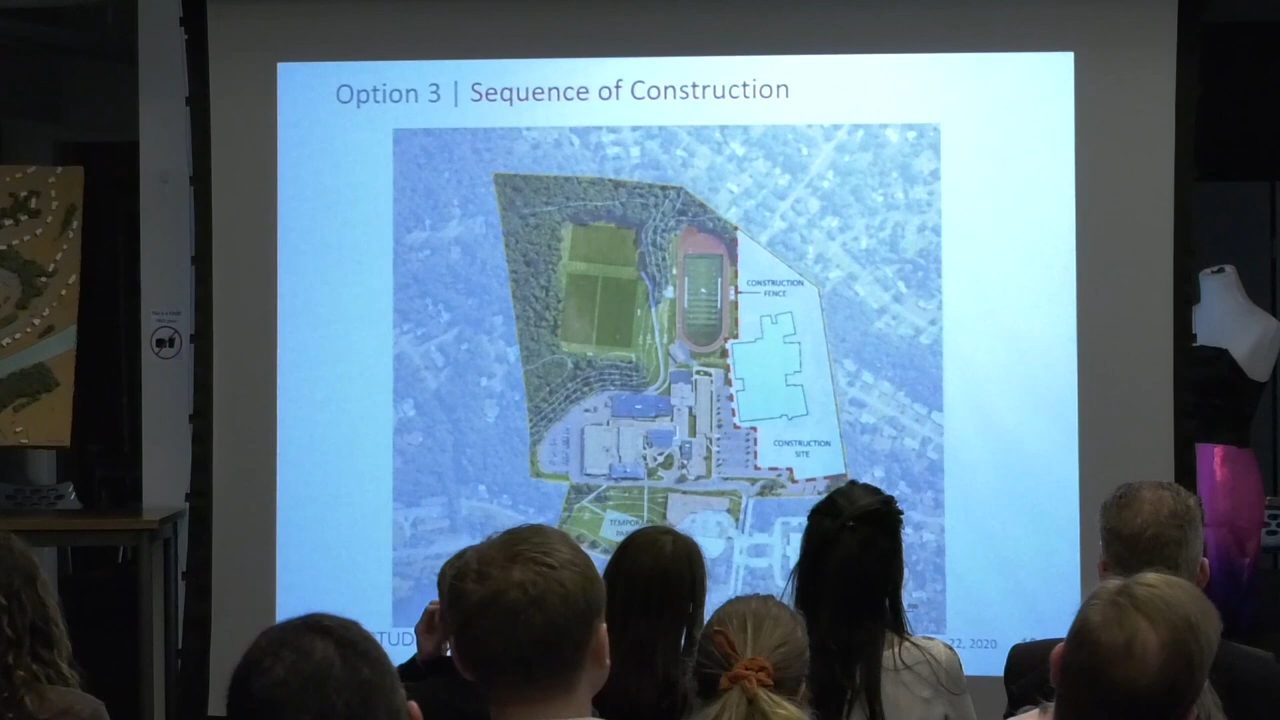 Option 3 | Sequence of Construction
CONSTRUCTION
FENCE
CONSTRUCTION
SITE
22, 2020